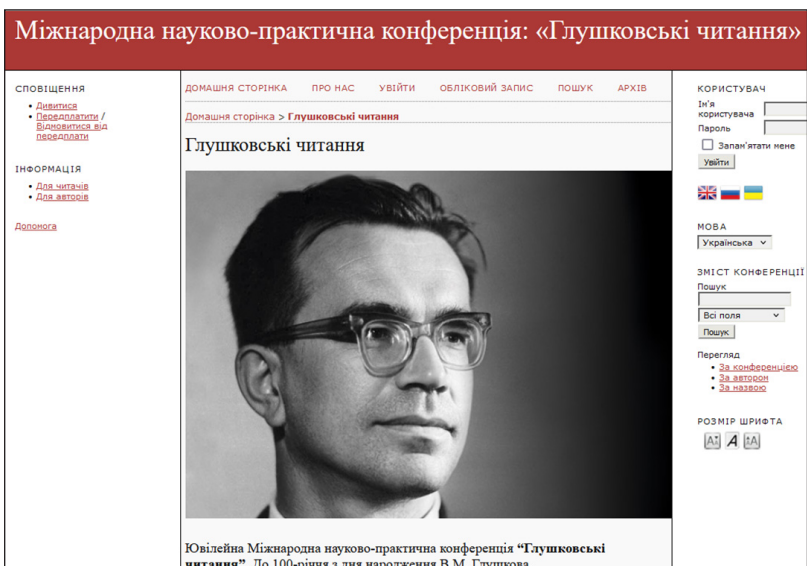 Міжнародна науково-практична конференція: «Глушковські читання»
СПОВІЩЕННЯ
Дивитися
Передплатити /
Відмовитися від
передплати
ІНФОРМАЦІЯ
Для читачів
Для авторів
Допомога
ДОМАШНЯ СТОРІНКА ПРО НАС УВІЙТИ ОБЛІКОВИЙ ЗАПИС ПОШУК АРХІВ
Домашня сторінка > Глушковські читання
Глушковські читання
Ювілейна Міжнародна науково-практична конференція “Глушковські
читання”. До 100-річчя з дня народження В.М. Глушкова
КОРИСТУВАЧ
Ім'я
користувача
Пароль
Запам'ятати мене
Увійти
МОВА
Українська
ЗМІСТ КОНФЕРЕНЦІЇ
Пошук
Всі поля
Пошук
Перегляд
За конференцією
За автором
За назвою
РОЗМІР ШРИФТА